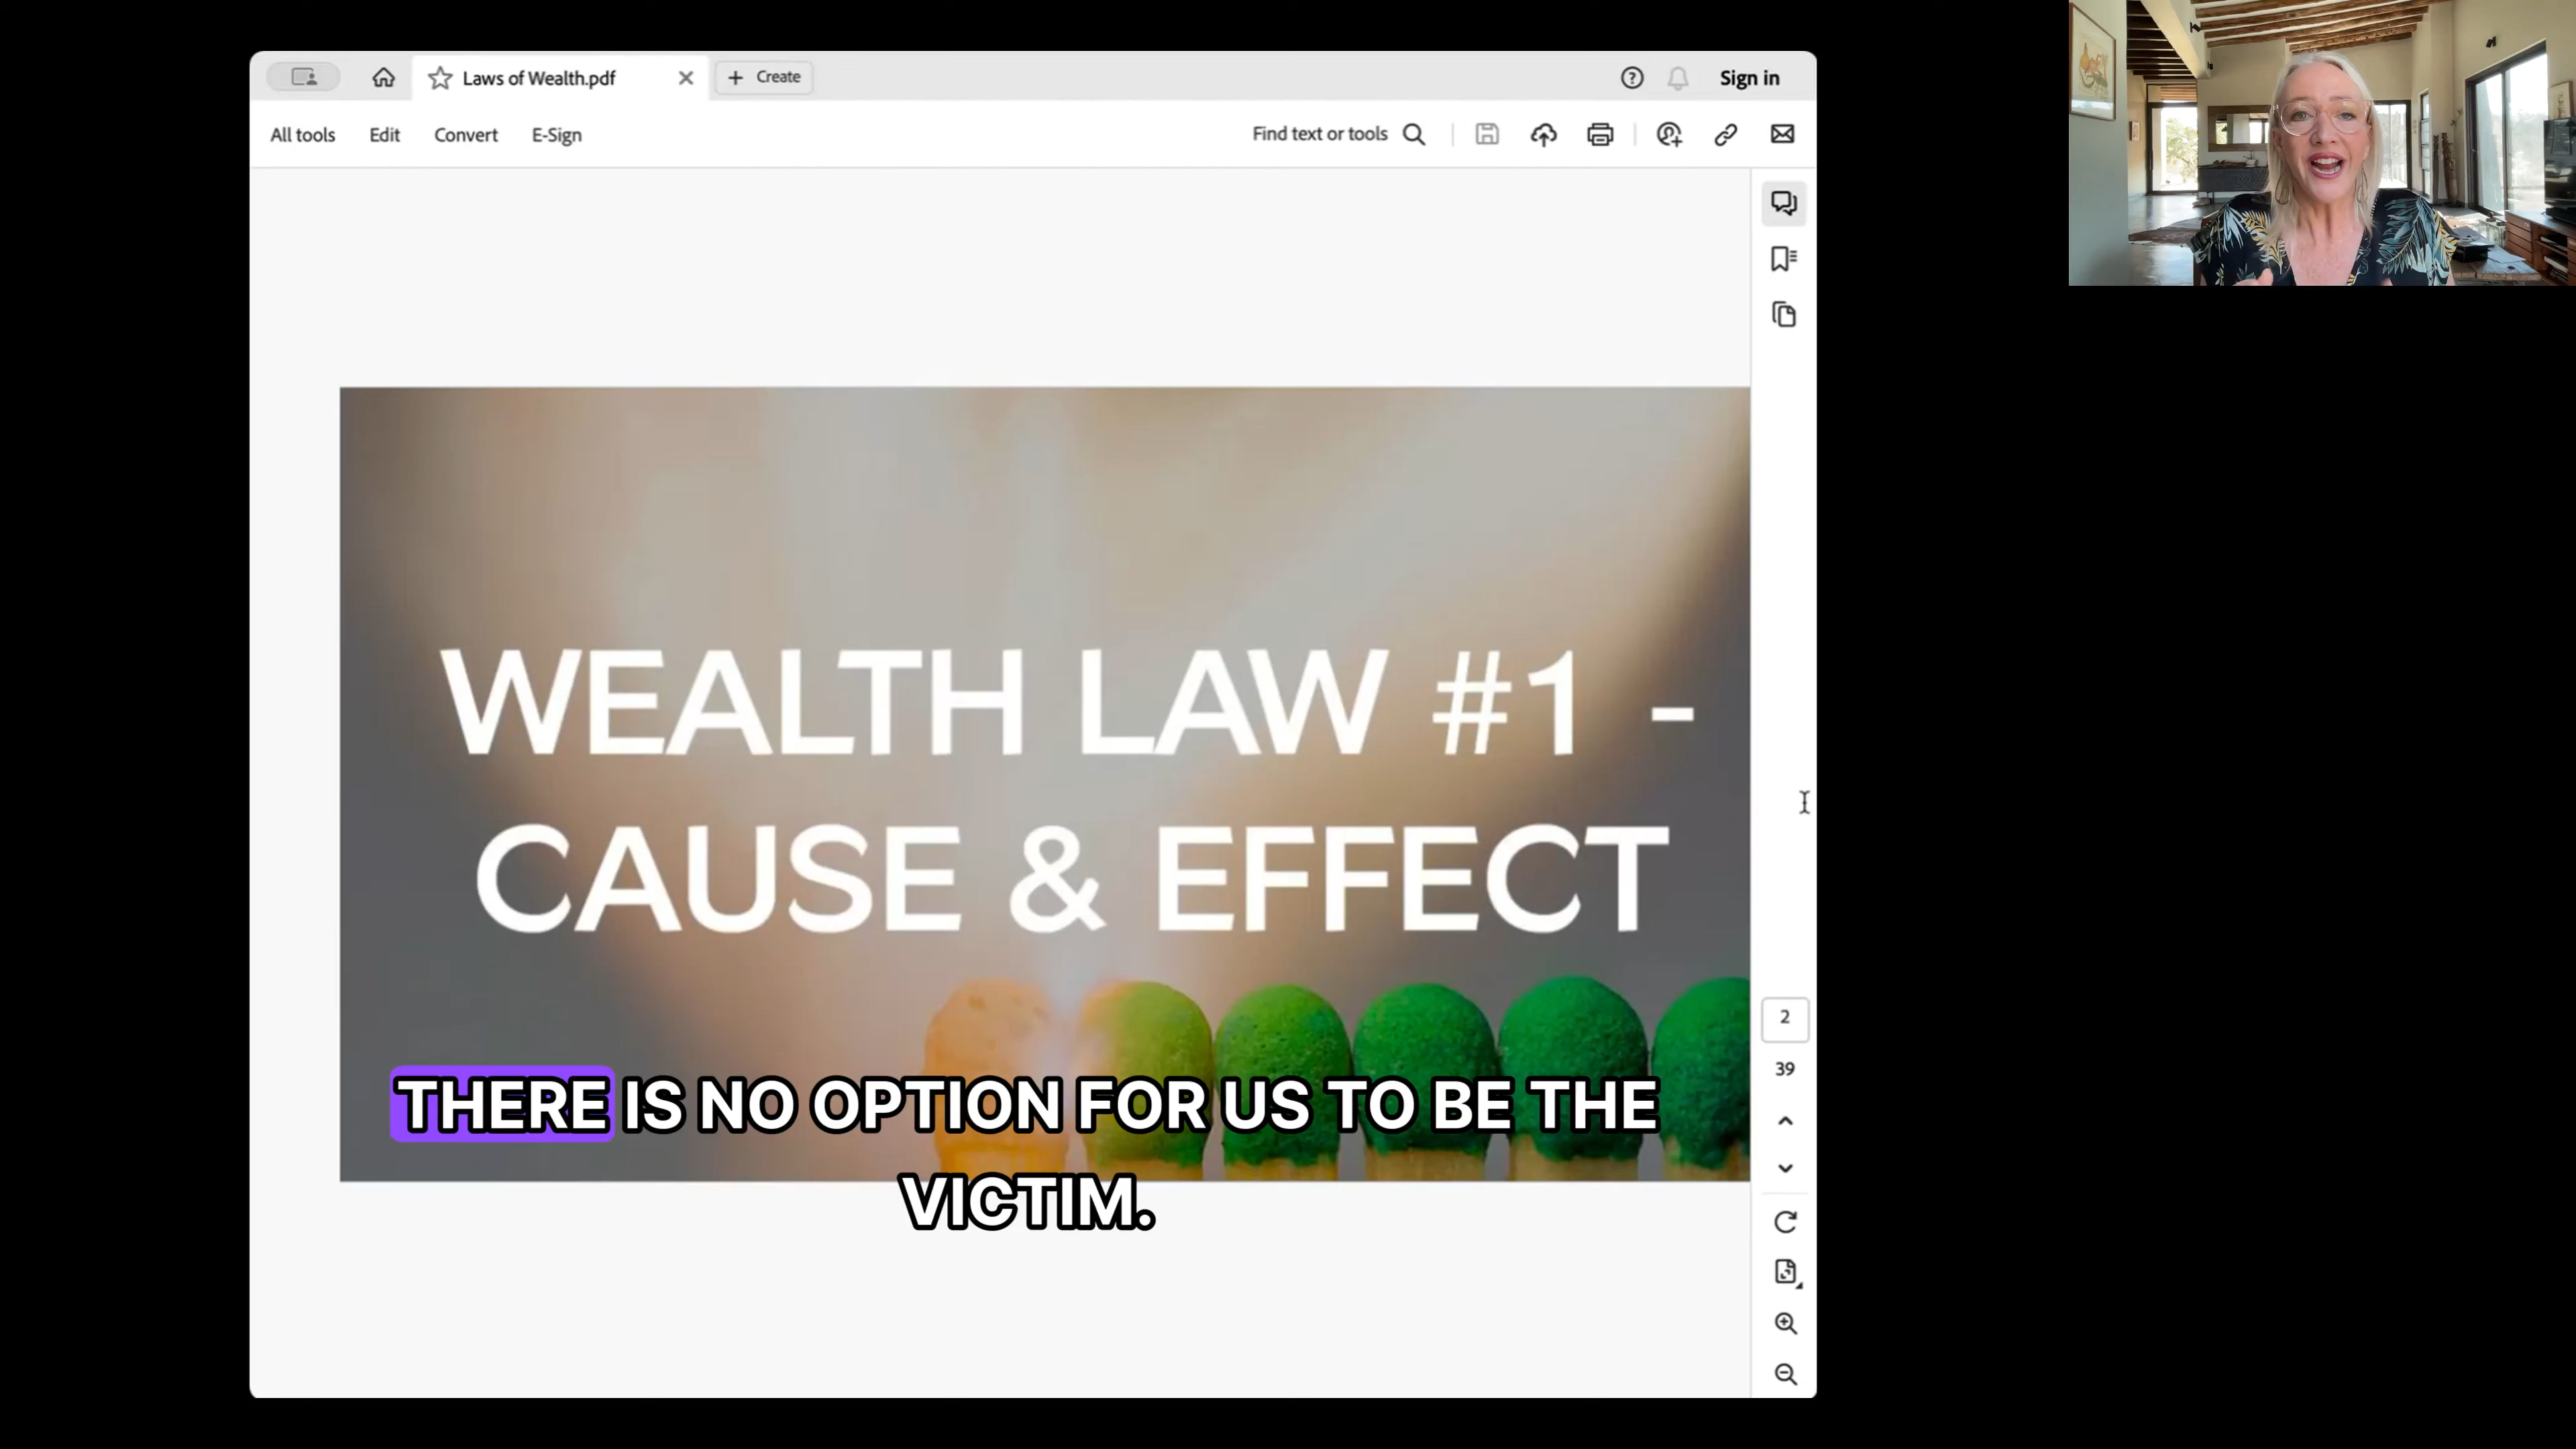 Laws of Wealth.pdf
Create
Sign in
All tools
Edit
Convert
E-Sign
Find text or tools
WEALTH LAW #1 -
CAUSE & EFFECT
THERE IS NO OPTION FOR US TO BE THE
VICTIM.
2
39